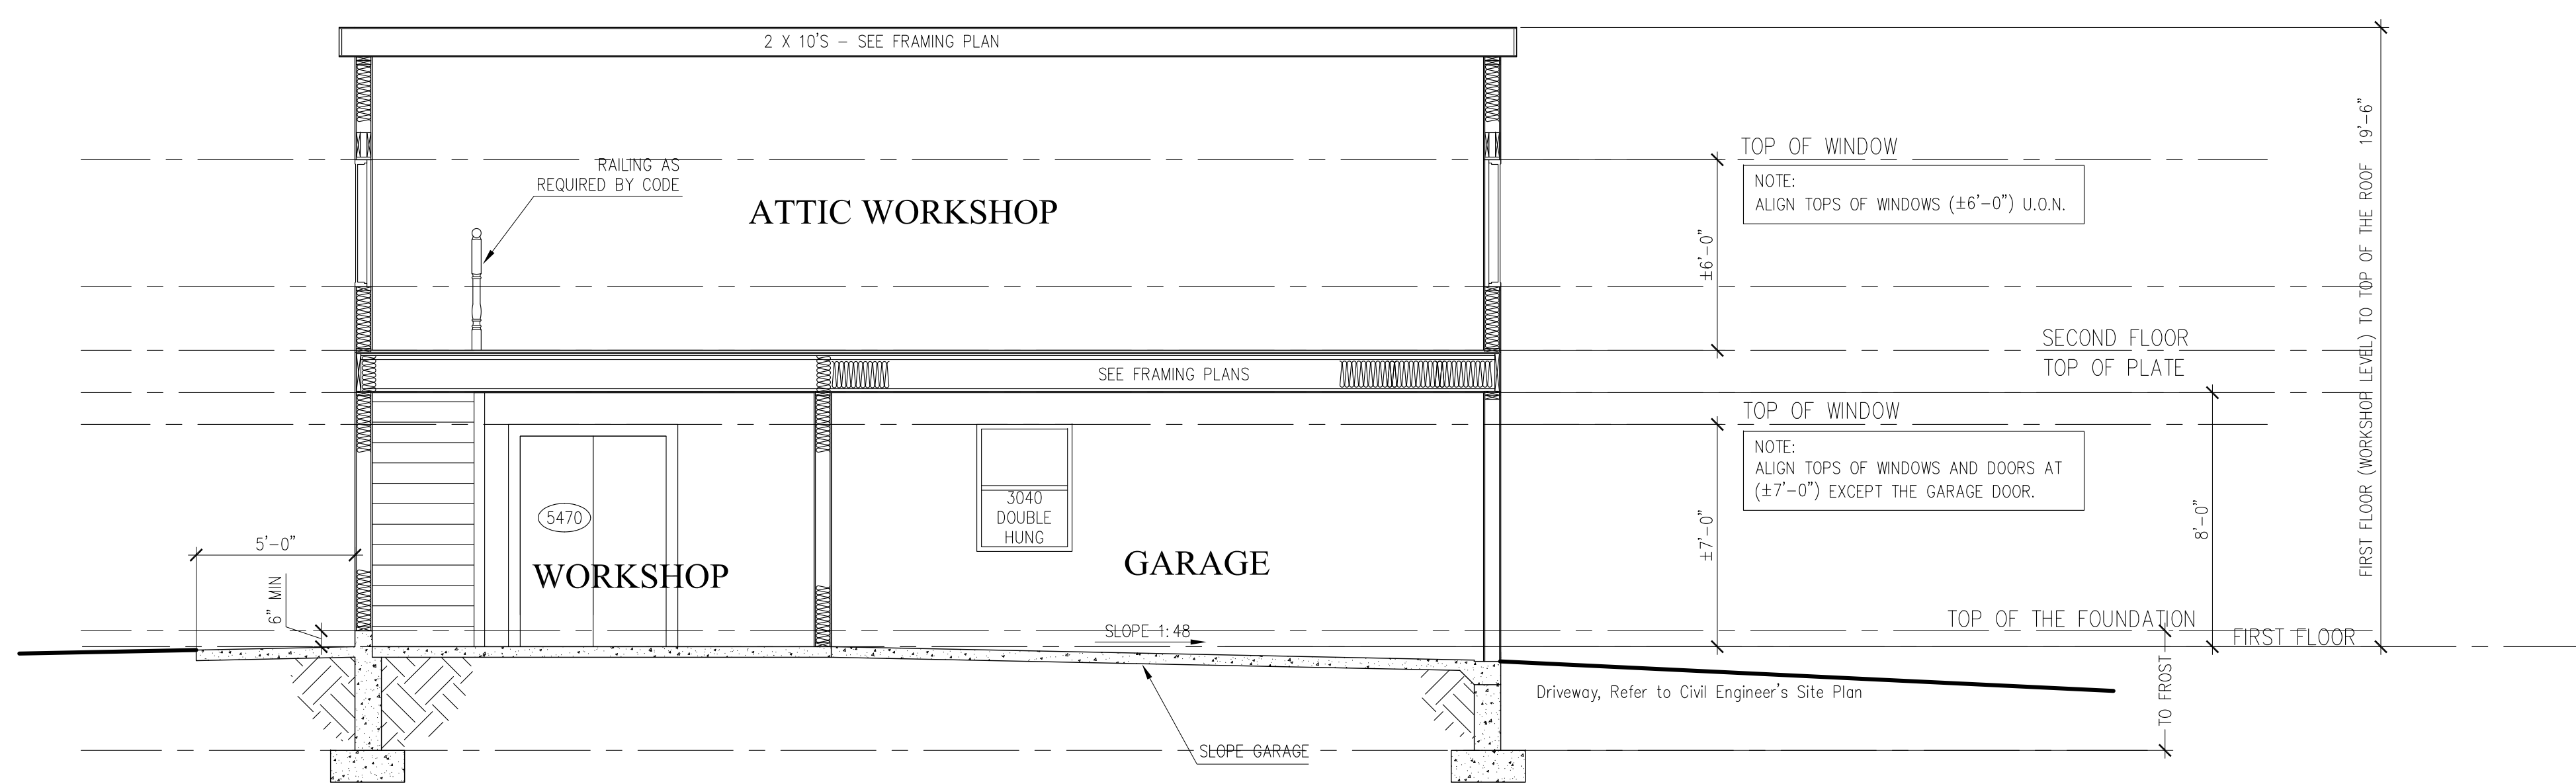 2 X 10'S – SEE FRAMING PLAN
RAILING AS
REQUIRED BY CODE
ATTIC WORKSHOP
TOP OF WINDOW
NOTE:
ALIGN TOPS OF WINDOWS (±6'-0") U.O.N.
±6'-0"
FIRST FLOOR (WORKSHOP LEVEL) TO TOP OF THE ROOF 19'-6"
SECOND FLOOR
TOP OF PLATE
SEE FRAMING PLANS
TOP OF WINDOW
NOTE:
ALIGN TOPS OF WINDOWS AND DOORS AT
(±7'-0") EXCEPT THE GARAGE DOOR.
±7'-0"
8'-0"
3040
DOUBLE
HUNG
5470
5'-0"
6" MIN
WORKSHOP
GARAGE
SLOPE 1:48
TOP OF THE FOUNDATION
FIRST FLOOR
Driveway, Refer to Civil Engineer's Site Plan
TO FROST
SLOPE GARAGE